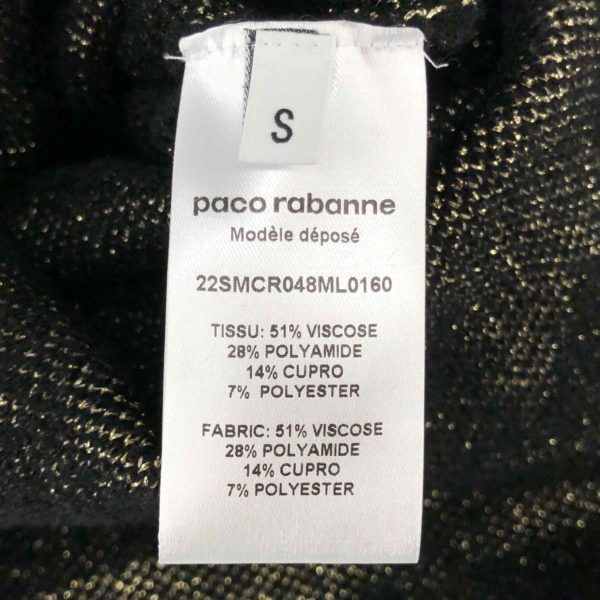 S
paco rabanne
Modèle déposé
22SMCR048ML0160
TISSU: 51% VISCOSE
28% POLYAMIDE
14% CUPRO
7% POLYESTER
FABRIC: 51% VISCOSE
28% POLYAMIDE
14% CUPRO
7% POLYESTER